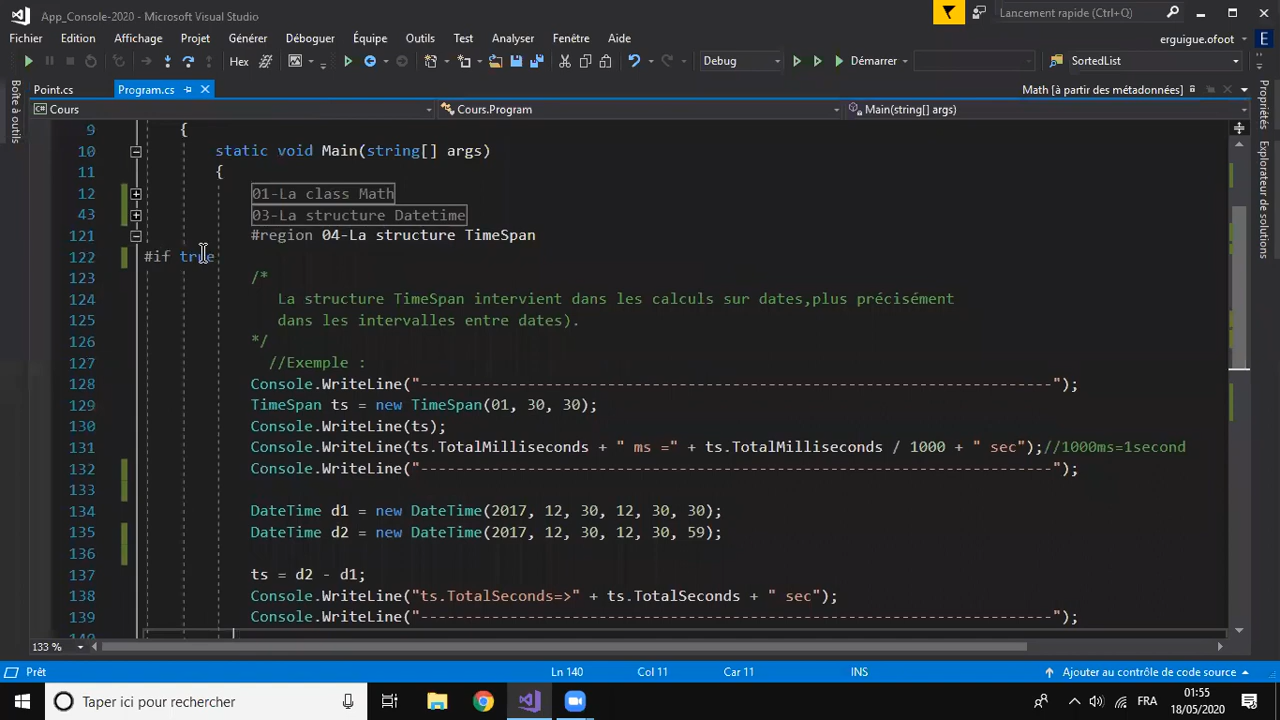 App_Console-2020 - Microsoft Visual Studio
Lancement rapide (Ctrl+Q)
Fichier Edition Affichage Projet Générer Déboguer Équipe Outils Test Analyser Fenêtre Aide
erguigue.ofoot E
Hex Debug Démarrer SortedList
Point.cs Program.cs Math [à partir des métadonnées]
Cours Cours.Program Main(string[] args)
Boîte à outils
Propriétés
Explorateur de solutions
9 {
10 static void Main(string[] args)
11 {
12 01-La class Math
43 03-La structure Datetime
121 #region 04-La structure TimeSpan
122 #if true
123 /*
124 La structure TimeSpan intervient dans les calculs sur dates,plus précisément
125 dans les intervalles entre dates).
126 */
127 //Exemple :
128 Console.WriteLine("-----------------------------------------------------------------------");
129 TimeSpan ts = new TimeSpan(01, 30, 30);
130 Console.WriteLine(ts);
131 Console.WriteLine(ts.TotalMilliseconds + " ms =" + ts.TotalMilliseconds / 1000 + " sec");//1000ms=1second
132 Console.WriteLine("-----------------------------------------------------------------------");
133
134 DateTime d1 = new DateTime(2017, 12, 30, 12, 30, 30);
135 DateTime d2 = new DateTime(2017, 12, 30, 12, 30, 59);
136
137 ts = d2 - d1;
138 Console.WriteLine("ts.TotalSeconds=>" + ts.TotalSeconds + " sec");
139 Console.WriteLine("-----------------------------------------------------------------------");
140
133 %
Prêt Ln 140 Col 11 Car 11 INS Ajouter au contrôle de code source
Taper ici pour rechercher
FRA
01:55
18/05/2020